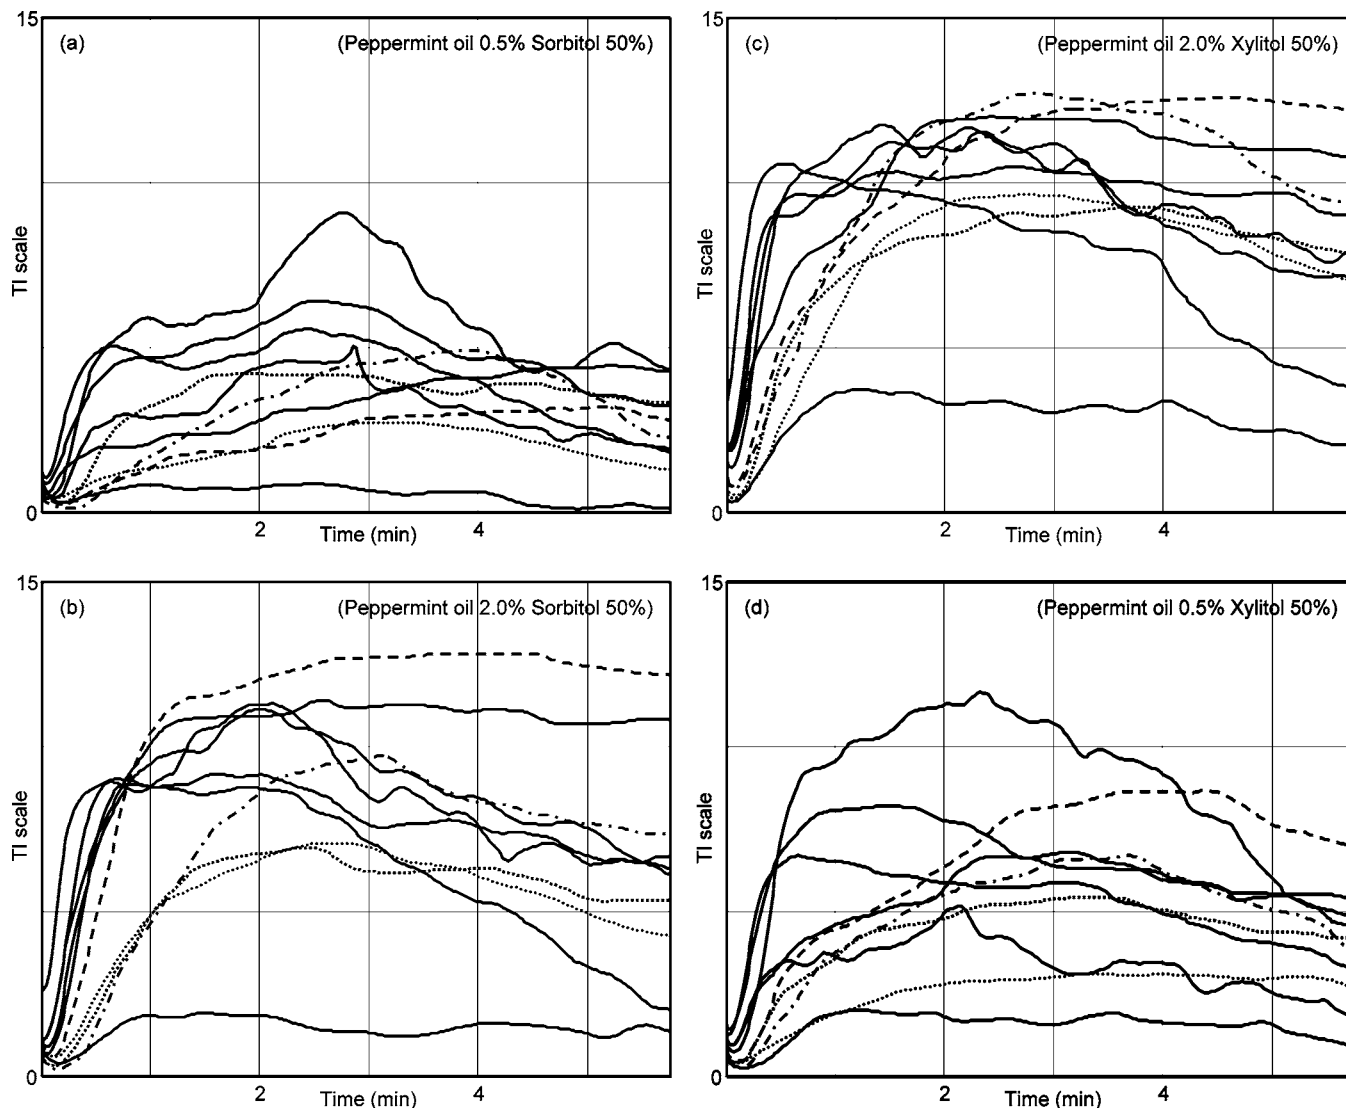 15
(a)
(Peppermint oil 0.5% Sorbitol 50%)
TI scale
0
2
4
Time (min)
15
(c)
(Peppermint oil 2.0% Xylitol 50%)
TI scale
0
2
4
Time (min)
15
(b)
(Peppermint oil 2.0% Sorbitol 50%)
TI scale
0
2
4
Time (min)
15
(d)
(Peppermint oil 0.5% Xylitol 50%)
TI scale
0
2
4
Time (min)